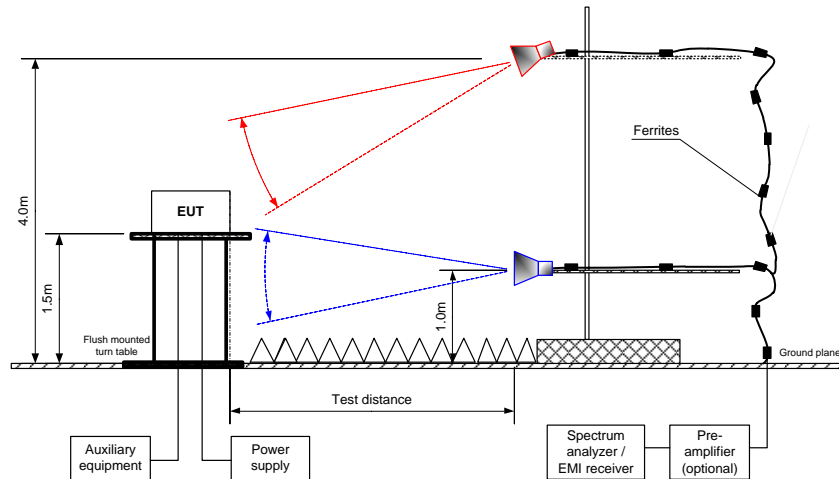 Ferrites
EUT
4.0m
1.5m
1.0m
Flush mounted
turn table
Ground plane
Test distance
Auxiliary
equipment
Power
supply
Spectrum
analyzer /
EMI receiver
Pre-
amplifier
(optional)